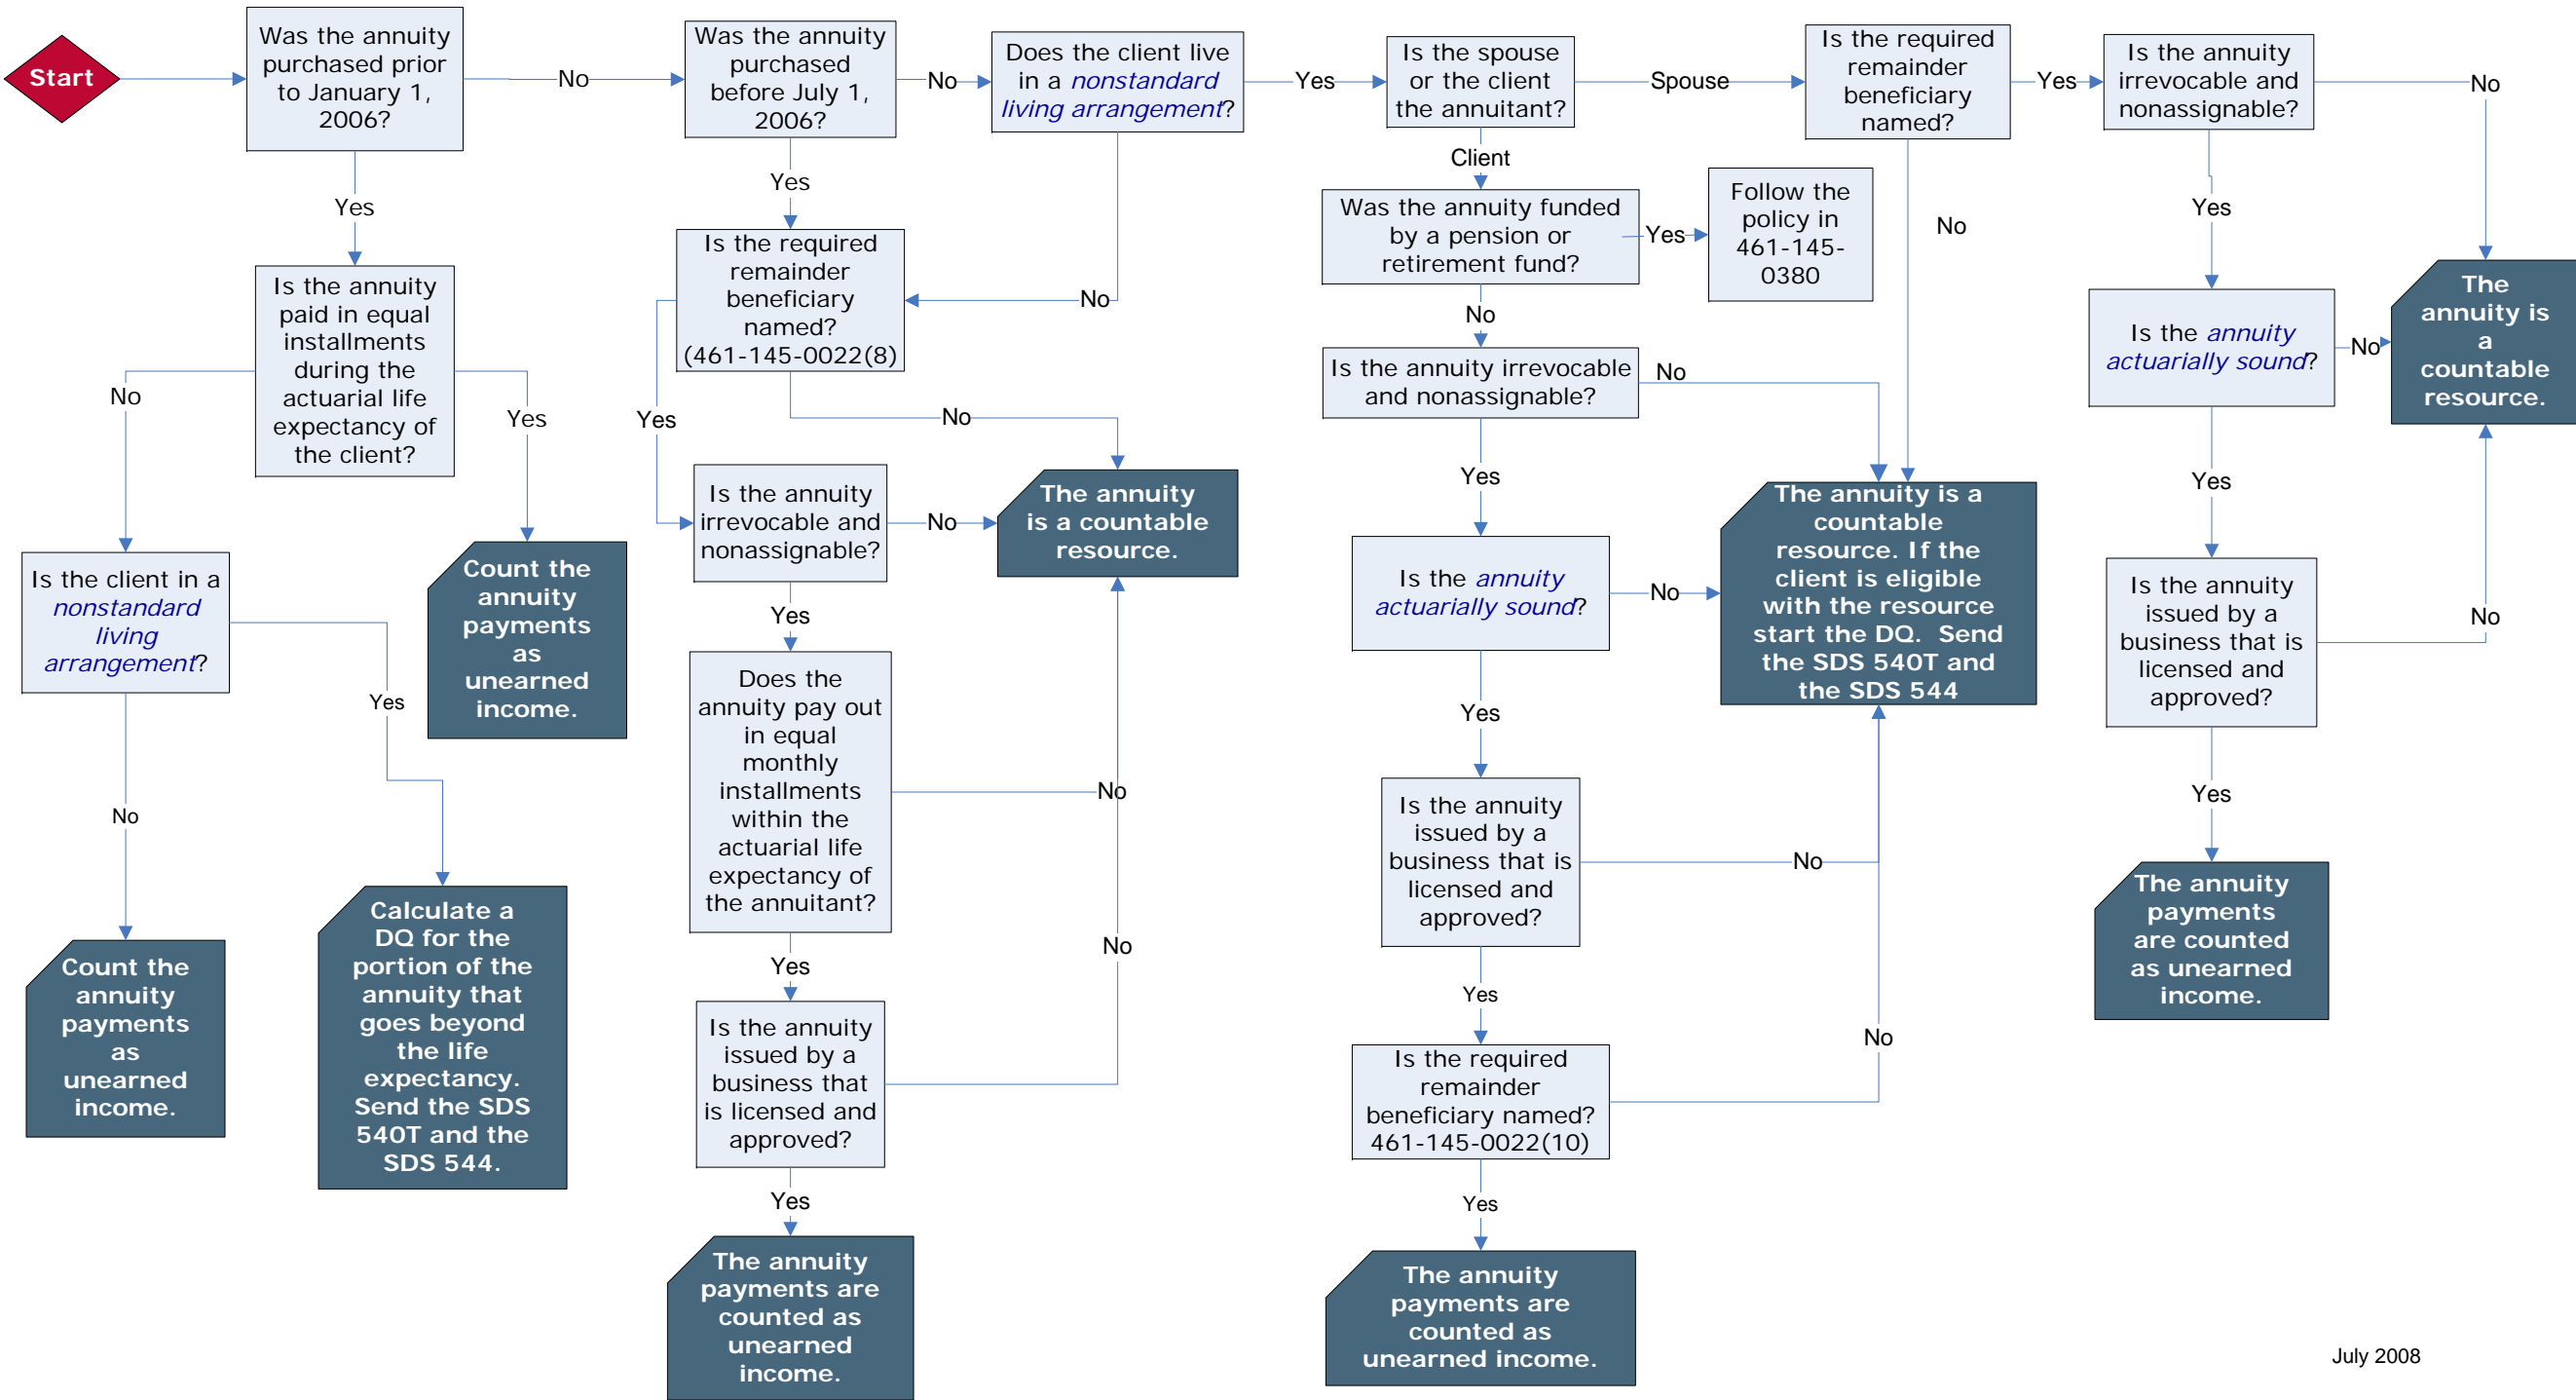 Start
Was the annuity
purchased prior
to January 1,
2006?
No
Yes
Is the annuity
paid in equal
installments
during the
actuarial life
expectancy of
the client?
No
Yes
Count the
annuity
payments
as
unearned
income.
Is the client in a
nonstandard
living
arrangement?
Yes
No
Count the
annuity
payments
as
unearned
income.
Calculate a
DQ for the
portion of the
annuity that
goes beyond
the life
expectancy.
Send the SDS
540T and the
SDS 544.
Was the annuity
purchased
before July 1,
2006?
No
Yes
Is the required
remainder
beneficiary
named?
(461-145-0022(8)
Yes
No
Is the annuity
irrevocable and
nonassignable?
No
Yes
The annuity
is a countable
resource.
Does the
annuity pay out
in equal
monthly
installments
within the
actuarial life
expectancy of
the annuitant?
No
Yes
Is the annuity
issued by a
business that
is licensed and
approved?
No
Yes
The annuity
payments are
counted as
unearned
income.
Does the client live
in a nonstandard
living arrangement?
Yes
No
Is the spouse
or the client
the annuitant?
Spouse
Client
Was the annuity funded
by a pension or
retirement fund?
Yes
Follow the
policy in
461-145-
0380
No
Is the annuity irrevocable
and nonassignable?
No
Yes
Is the annuity
actuarially sound?
No
Yes
Is the annuity
issued by a
business that is
licensed and
approved?
No
Yes
Is the required
remainder
beneficiary named?
461-145-0022(10)
No
Yes
The annuity
payments are
counted as
unearned income.
The annuity is a
countable
resource. If the
client is eligible
with the resource
start the DQ.  Send
the SDS 540T and
the SDS 544
Is the required
remainder
beneficiary
named?
Yes
No
Is the annuity
irrevocable and
nonassignable?
No
Yes
Is the annuity
actuarially sound?
No
Yes
The
annuity is
a
countable
resource.
Is the annuity
issued by a
business that is
licensed and
approved?
No
Yes
The annuity
payments
are counted
as unearned
income.
July 2008